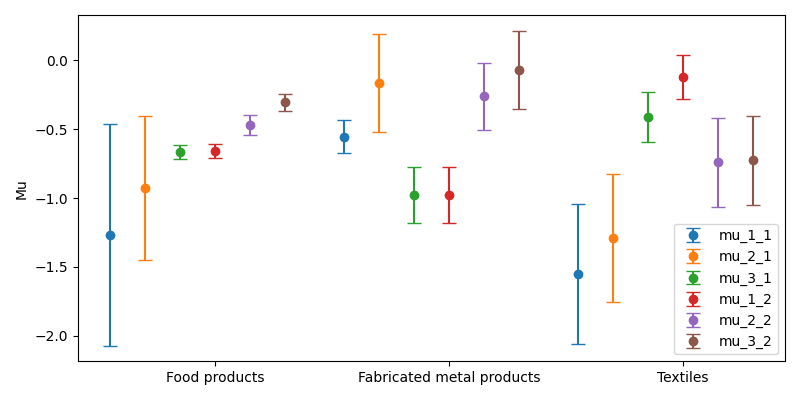 0.0
−0.5
−1.0
−1.5
−2.0
Mu
Food products
Fabricated metal products
Textiles
mu_1_1
mu_2_1
mu_3_1
mu_1_2
mu_2_2
mu_3_2